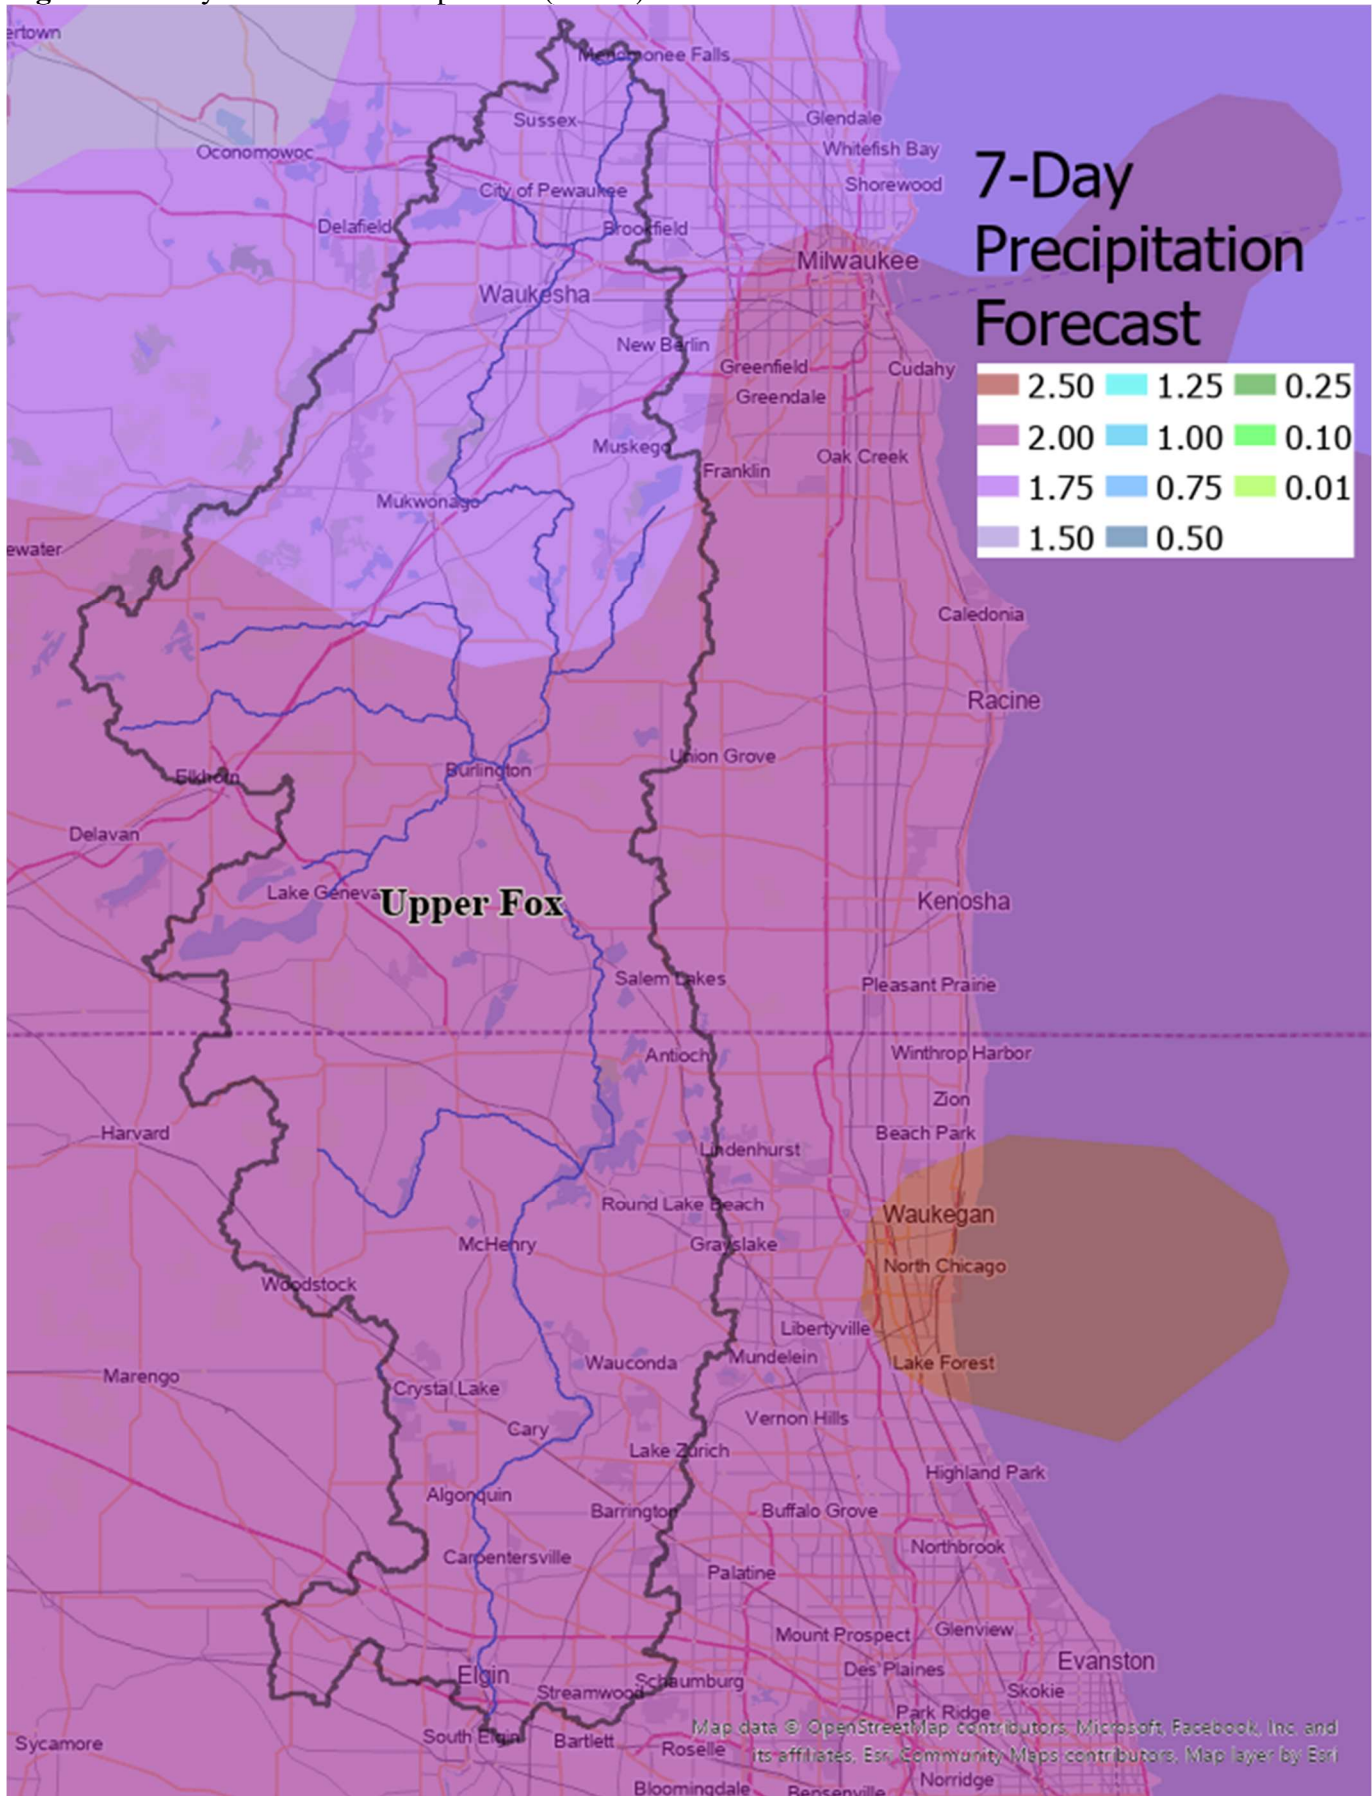 ertown
Menomonee Falls
Sussex
Glendale
Oconomowoc
Whitefish Bay
City of Pewaukee
Shorewood
Delafield
Brookfield
7-Day
Precipitation
Forecast
Milwaukee
Waukesha
New Berlin
Greenfield
Cudahy
Greendale
2.50 1.25 0.25
2.00 1.00 0.10
1.75 0.75 0.01
1.50 0.50
Muskego
Oak Creek
Franklin
Mukwonago
ewater
Caledonia
Racine
Union Grove
Elkhorn
Burlington
Delavan
Lake Geneva
Upper Fox
Kenosha
Salem Lakes
Pleasant Prairie
Antioch
Winthrop Harbor
Zion
Harvard
Beach Park
Lindenhurst
Round Lake Beach
Waukegan
McHenry
Grayslake
North Chicago
Woodstock
Libertyville
Wauconda
Mundelein
Lake Forest
Marengo
Crystal Lake
Cary
Vernon Hills
Lake Zurich
Highland Park
Algonquin
Barrington
Buffalo Grove
Northbrook
Carpentersville
Palatine
Mount Prospect
Glenview
Elgin
Schaumburg
Des Plaines
Evanston
Streamwood
Skokie
Park Ridge
South Elgin
Bartlett
Roselle
Sycamore
Map data © OpenStreetMap contributors, Microsoft, Facebook, Inc. and
its affiliates, Esri Community Maps contributors, Map layer by Esri
Norridge
Bloomingdale
Bensenville